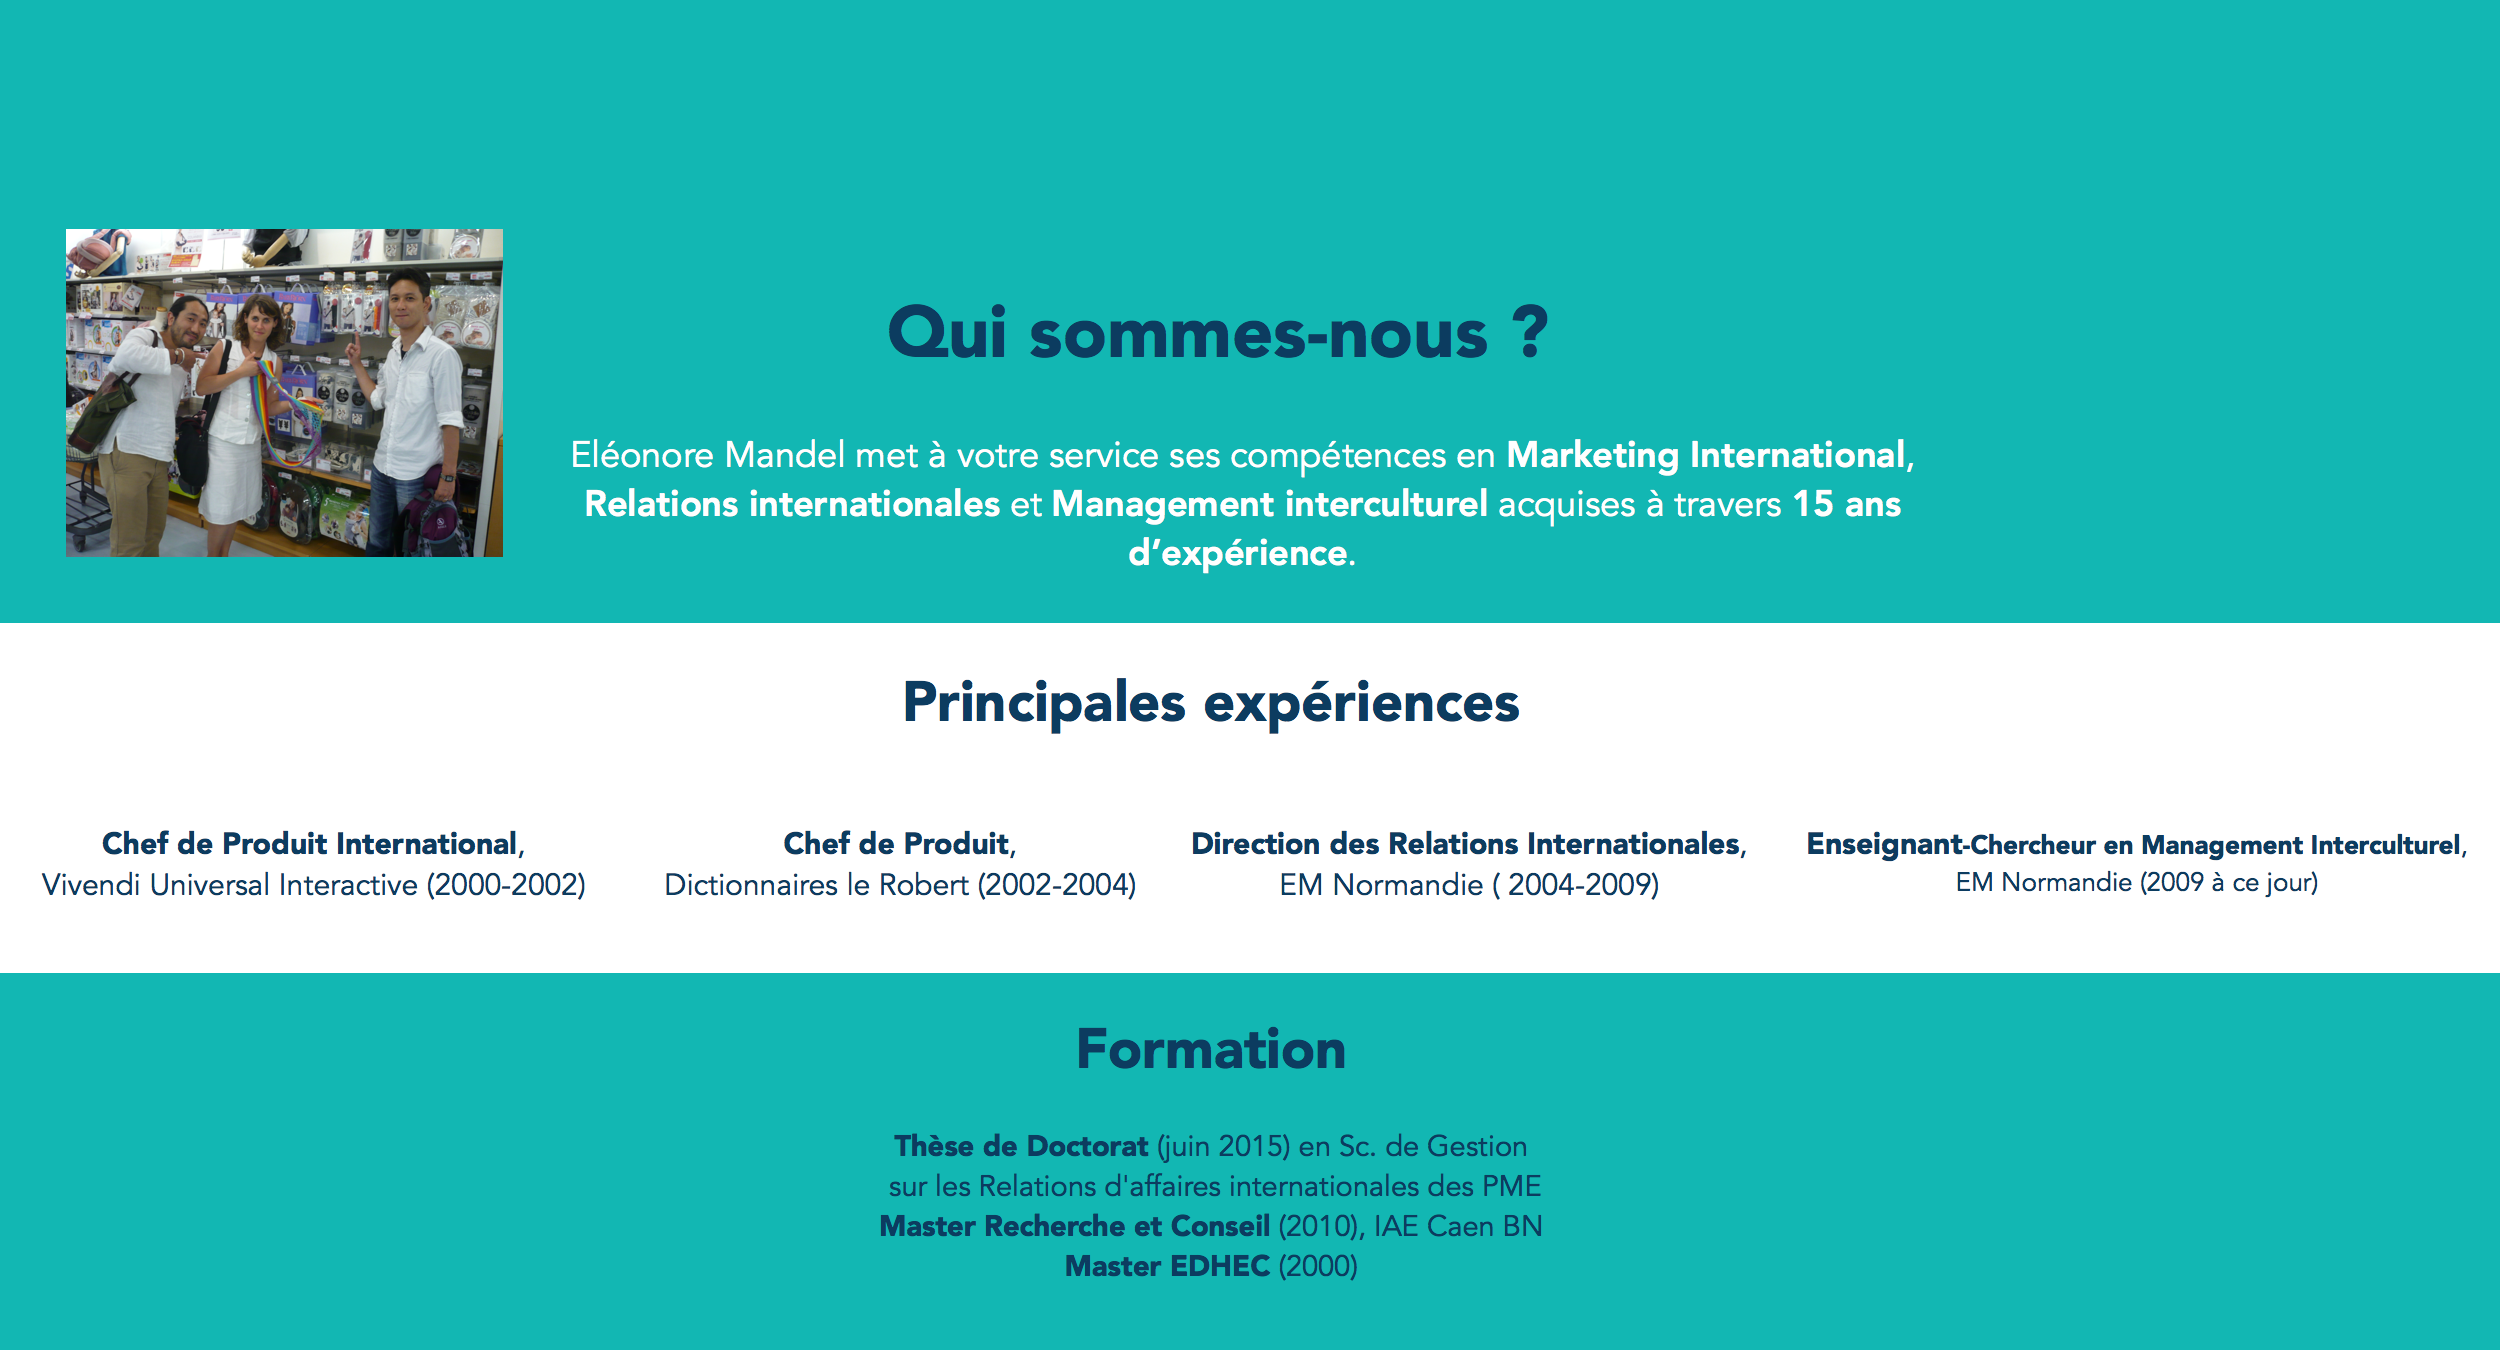 Qui sommes-nous ?
Eléonore Mandel met à votre service ses compétences en Marketing International,
Relations internationales et Management interculturel acquises à travers 15 ans
d’expérience.
Principales expériences
Chef de Produit International,
Vivendi Universal Interactive (2000-2002)
Chef de Produit,
Dictionnaires le Robert (2002-2004)
Direction des Relations Internationales,
EM Normandie ( 2004-2009)
Enseignant-Chercheur en Management Interculturel,
EM Normandie (2009 à ce jour)
Formation
Thèse de Doctorat (juin 2015) en Sc. de Gestion
sur les Relations d'affaires internationales des PME
Master Recherche et Conseil (2010), IAE Caen BN
Master EDHEC (2000)